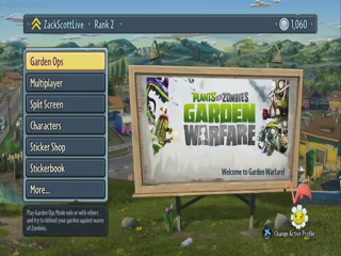 ZackScottLive · Rank 2
1,060
Garden Ops
Multiplayer
Split Screen
Characters
Sticker Shop
Stickerbook
More...
Play Garden Ops Mode solo or with others
and try to defend your garden against waves
of Zombies.
PLANTS vs ZOMBIES
GARDEN
WARFARE
Welcome to Garden Warfare!
Change Active Profile